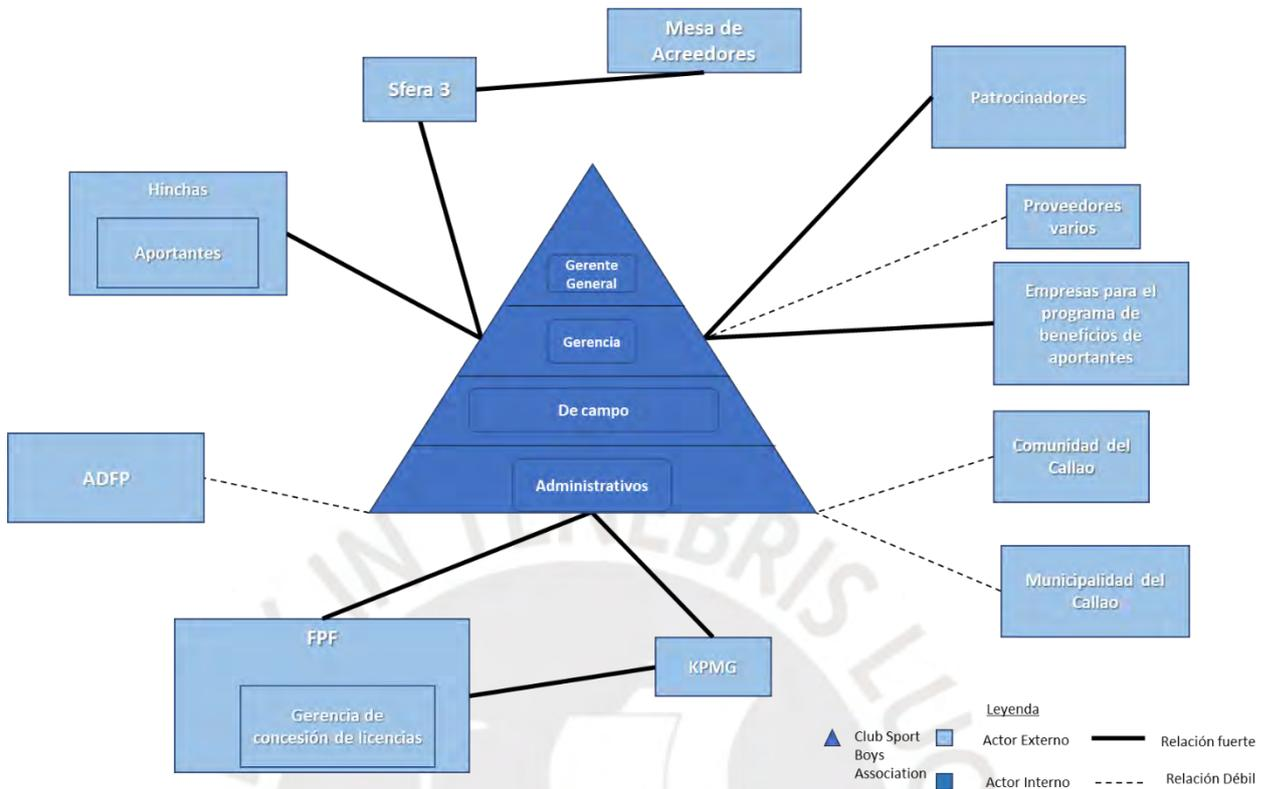 Mesa de
Acreedores
Sfera 3
Patrocinadores
Hinchas
Aportantes
Proveedores
varios
Gerente
General
Empresas para el
programa de
beneficios de
aportantes
Gerencia
De campo
Comunidad del
Callao
ADFP
Administrativos
Municipalidad del
Callao
FPF
KPMG
Gerencia de
concesión de licencias
Leyenda
Club Sport
Boys
Association
Actor Externo
Relación fuerte
Actor Interno
Relación Débil
IN TENEBRIS